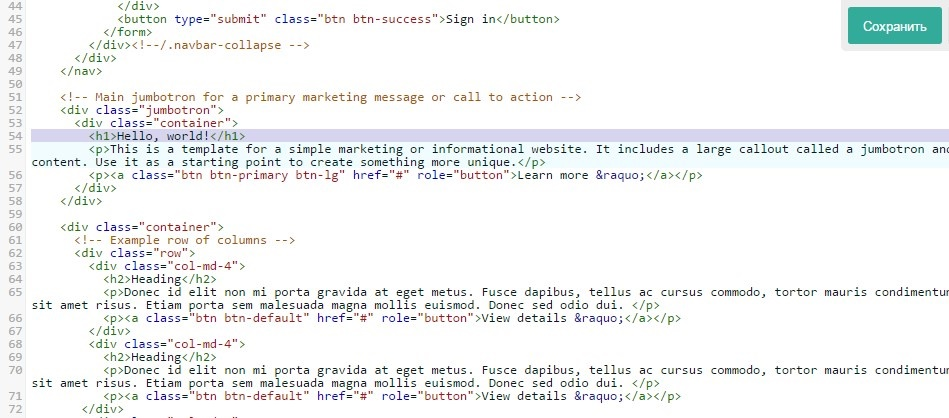 44 </div>
45 <button type="submit" class="btn btn-success">Sign in</button>
Сохранить
46 </form>
47 </div><!--/.navbar-collapse -->
48 </div>
49 </nav>
50
51 <!-- Main jumbotron for a primary marketing message or call to action -->
52 <div class="jumbotron">
53 <div class="container">
54 <h1>Hello, world!</h1>
55 <p>This is a template for a simple marketing or informational website. It includes a large callout called a jumbotron and
content. Use it as a starting point to create something more unique.</p>
56 <p><a class="btn btn-primary btn-lg" href="#" role="button">Learn more &raquo;</a></p>
57 </div>
58 </div>
59
60 <div class="container">
61 <!-- Example row of columns -->
62 <div class="row">
63 <div class="col-md-4">
64 <h2>Heading</h2>
65 <p>Donec id elit non mi porta gravida at eget metus. Fusce dapibus, tellus ac cursus commodo, tortor mauris condimentum
sit amet risus. Etiam porta sem malesuada magna mollis euismod. Donec sed odio dui. </p>
66 <p><a class="btn btn-default" href="#" role="button">View details &raquo;</a></p>
67 </div>
68 <div class="col-md-4">
69 <h2>Heading</h2>
70 <p>Donec id elit non mi porta gravida at eget metus. Fusce dapibus, tellus ac cursus commodo, tortor mauris condimentum
sit amet risus. Etiam porta sem malesuada magna mollis euismod. Donec sed odio dui. </p>
71 <p><a class="btn btn-default" href="#" role="button">View details &raquo;</a></p>
72 </div>